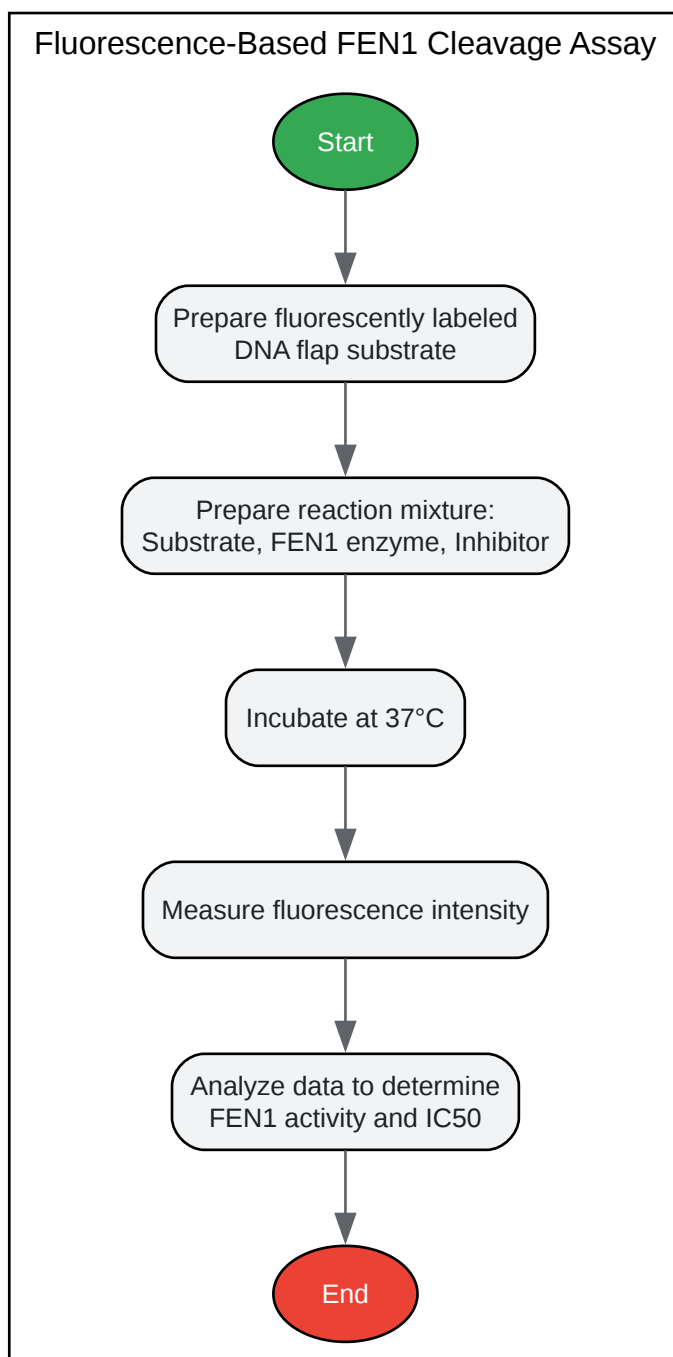 Fluorescence-Based FEN1 Cleavage Assay
Start
Prepare fluorescently labeled
DNA flap substrate
Prepare reaction mixture:
Substrate, FEN1 enzyme, Inhibitor
Incubate at 37°C
Measure fluorescence intensity
Analyze data to determine
FEN1 activity and IC50
End